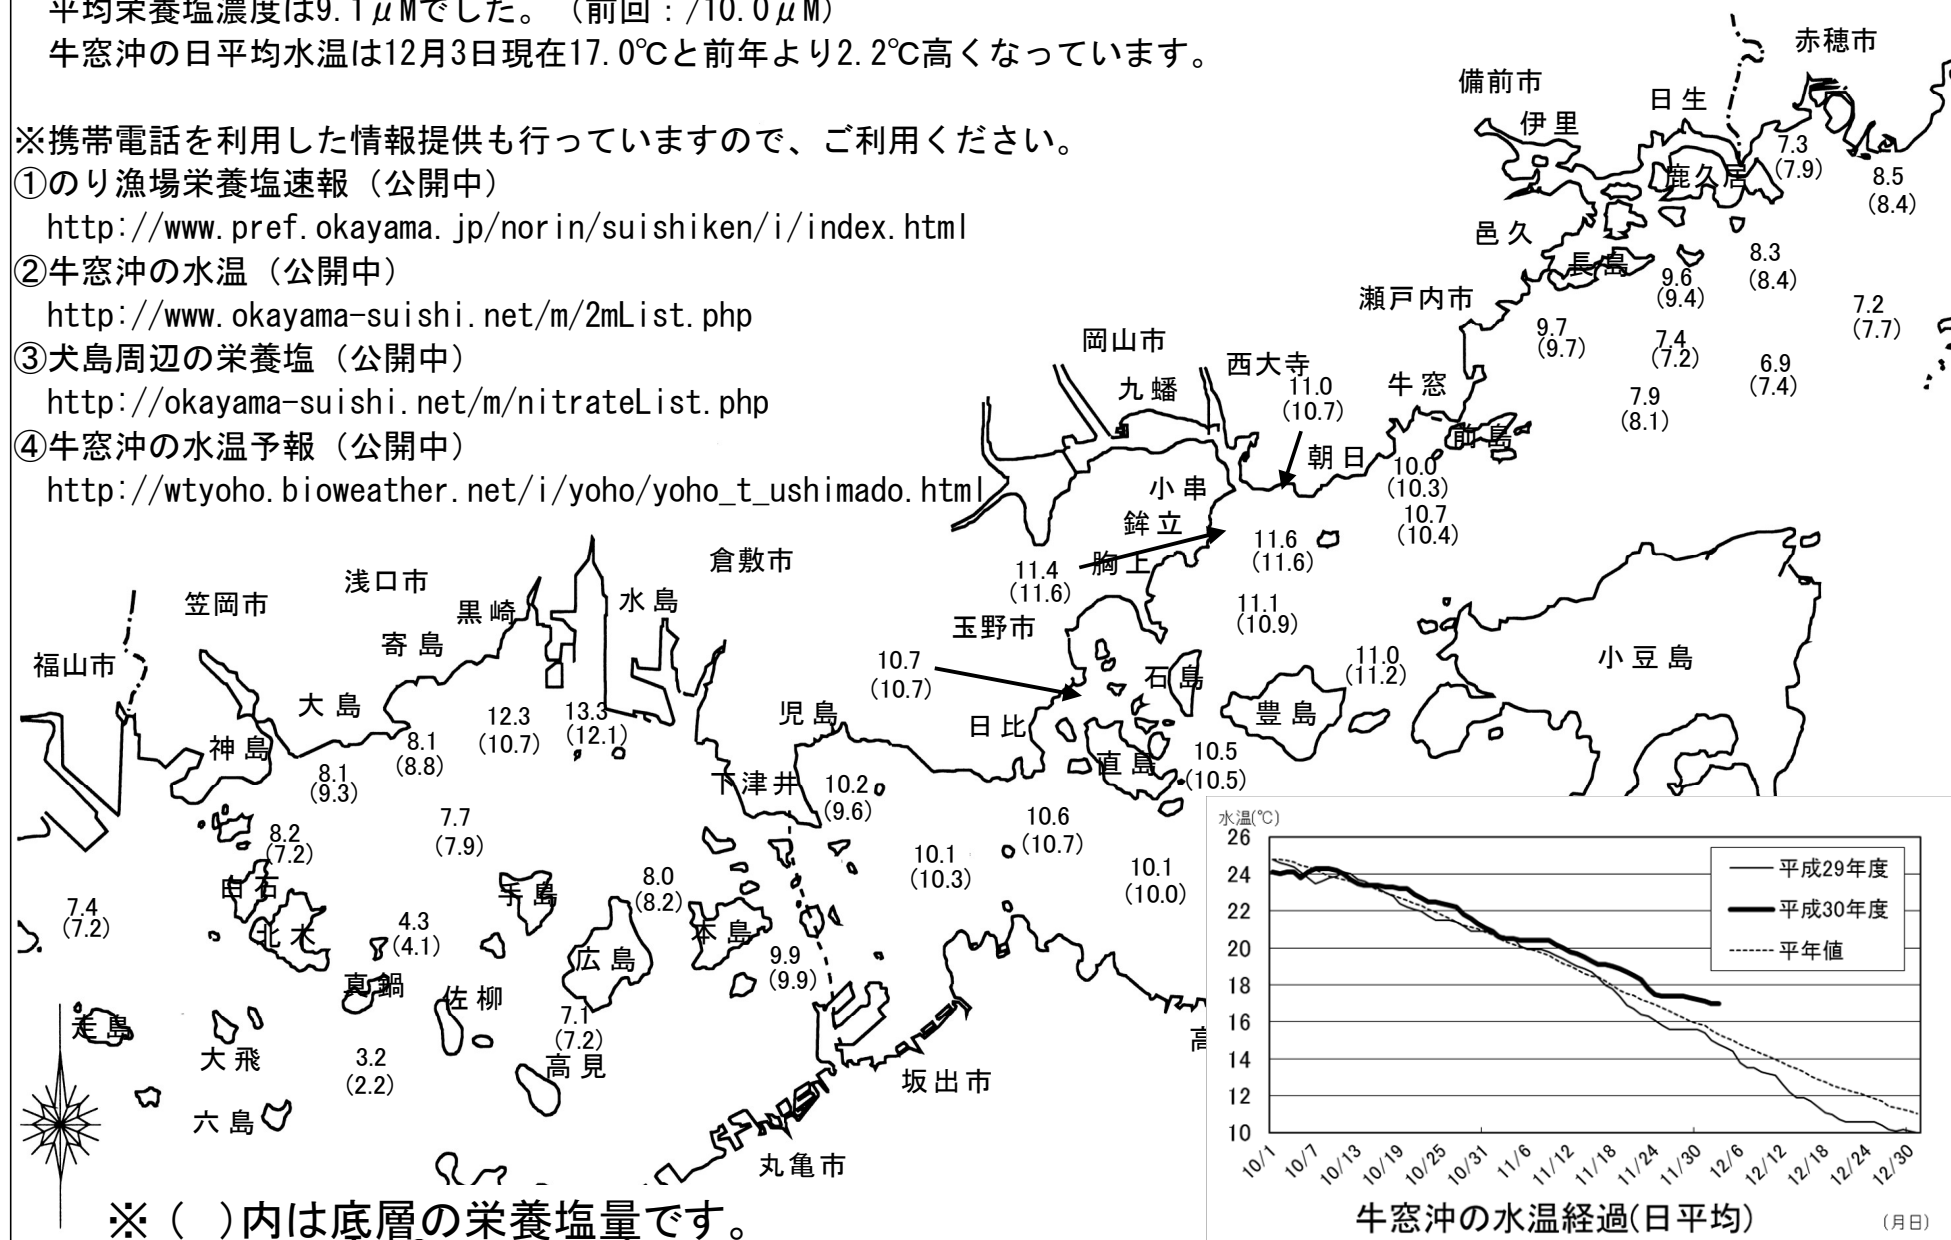 平均栄養塩濃度は9.1μMでした。（前回：/10.0μM）
牛窓沖の日平均水温は12月3日現在17.0℃と前年より2.2℃高くなっています。
※携帯電話を利用した情報提供も行っていますので、ご利用ください。
①のり漁場栄養塩速報（公開中）
http://www.pref.okayama.jp/norin/suishiken/i/index.html
②牛窓沖の水温（公開中）
http://www.okayama-suishi.net/m/2mList.php
③犬島周辺の栄養塩（公開中）
http://okayama-suishi.net/m/nitrateList.php
④牛窓沖の水温予報（公開中）
http://wtyoho.bioweather.net/i/yoho/yoho_t_ushimado.html
赤穂市
備前市
日生
伊里
7.3
(7.9)
鹿久居
8.5
(8.4)
邑久
長島
8.3
(8.4)
9.6
(9.4)
瀬戸内市
7.2
(7.7)
9.7
(9.7)
7.4
(7.2)
6.9
(7.4)
7.9
(8.1)
岡山市
九蟠
西大寺
11.0
(10.7)
牛窓
前島
朝日
10.0
(10.3)
10.7
(10.4)
小串
鉾立
胸上
11.6
(11.6)
11.4
(11.6)
11.1
(10.9)
玉野市
10.7
(10.7)
石島
11.0
(11.2)
小豆島
豊島
日比
直島
10.5
(10.5)
倉敷市
浅口市
笠岡市
黒崎
水島
寄島
福山市
大島
神島
児島
下津井
12.3
(10.7)
13.3
(12.1)
8.1
(8.8)
8.1
(9.3)
10.2
(9.6)
7.7
(7.9)
8.2
(7.2)
10.6
(10.7)
10.1
(10.3)
10.1
(10.0)
白石
手島
8.0
(8.2)
7.4
(7.2)
北木
4.3
(4.1)
本島
広島
9.9
(9.9)
真鍋
佐柳
走島
7.1
(7.2)
大飛
3.2
(2.2)
高見
高
坂出市
六島
丸亀市
※（ ）内は底層の栄養塩量です。
水温(℃)
26
24
22
20
18
16
14
12
10
平成29年度
平成30年度
平年値
10/1 10/7 10/13 10/19 10/25 10/31 11/6 11/12 11/18 11/24 11/30 12/6 12/12 12/18 12/24 12/30
牛窓沖の水温経過(日平均)
(月日)